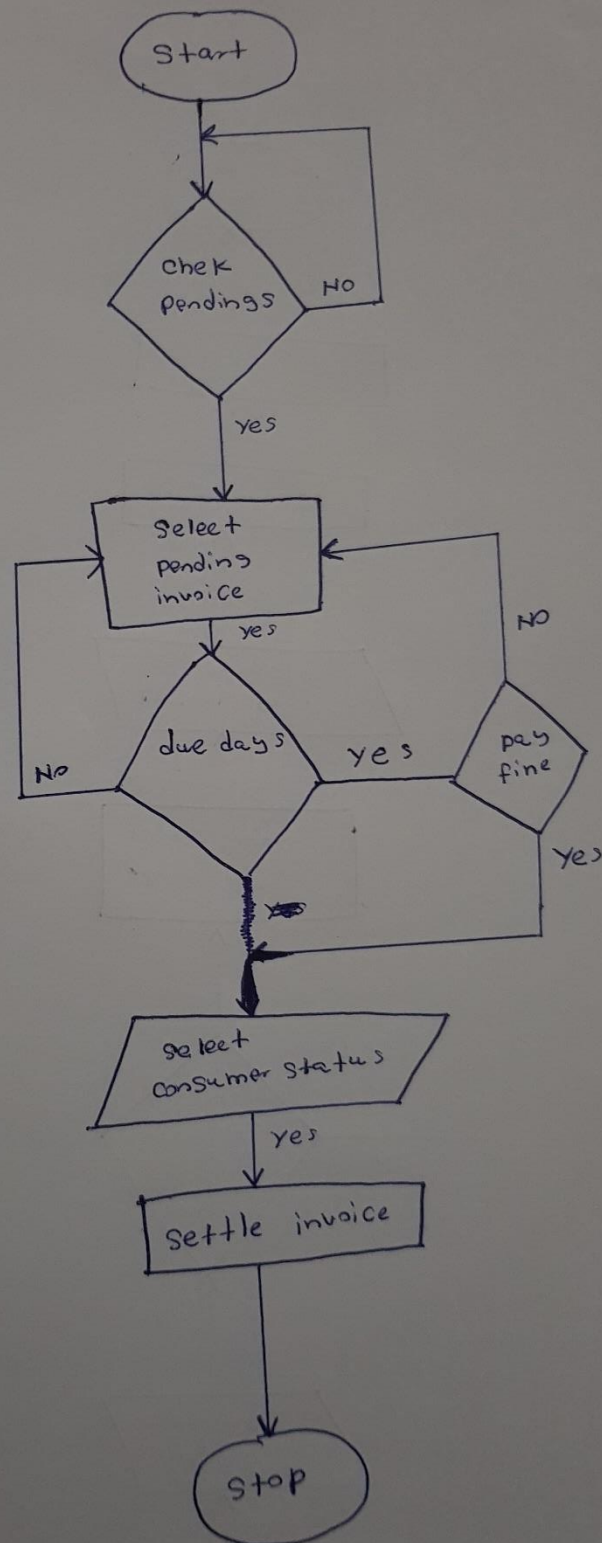 Start
chek
pendings
NO
yes
Select
pending
invoice
yes
NO
due days
yes
pay
fine
NO
yes
select
consumer status
yes
settle invoice
stop